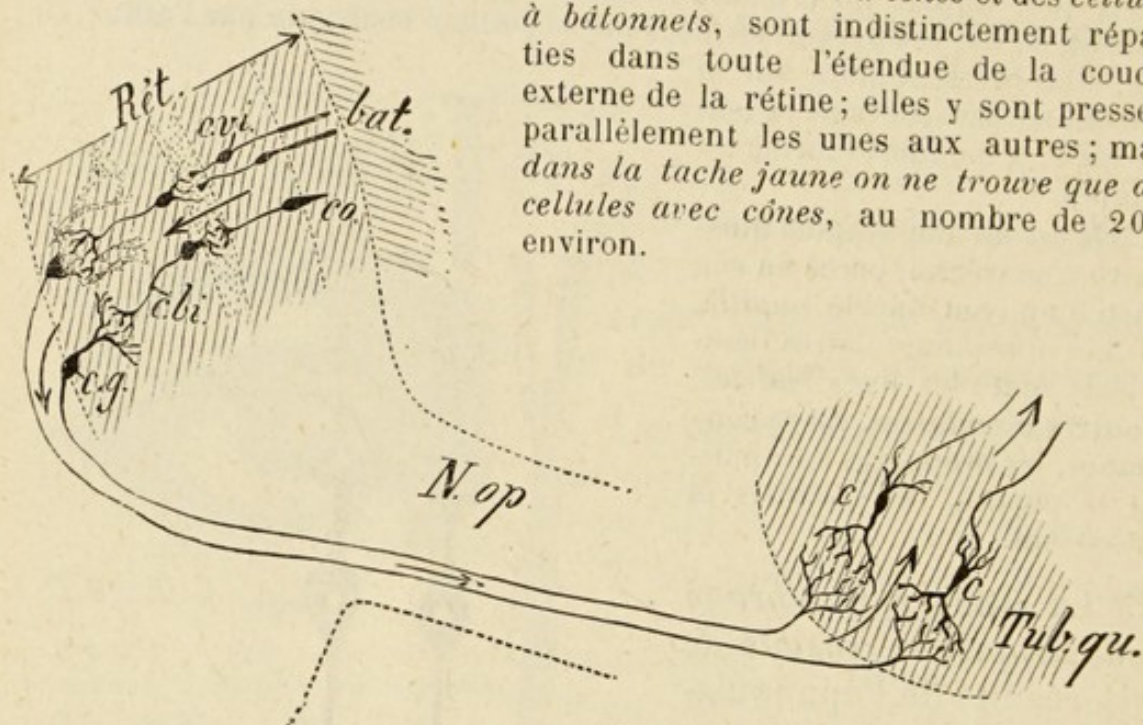 à bâtonnets, sont indistinctement répa
ties dans toute l'étendue de la couc
externe de la rétine; elles y sont pressé
parallèlement les unes aux autres; ma
dans la tache jaune on ne trouve que d
cellules avec cônes, au nombre de 20
environ.
Rét.
c.vi.
bat.
co.
c.bi.
c.g.
N. op.
c
c
Tub. qu.